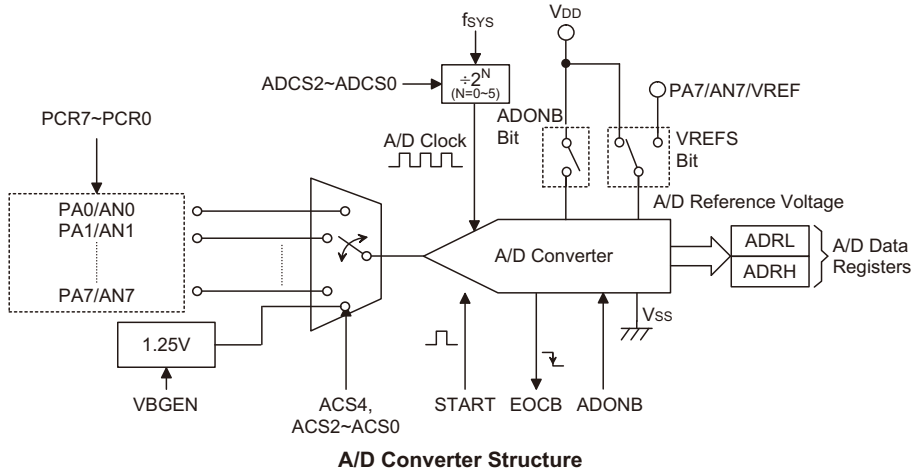 fSYS
VDD
ADCS2~ADCS0
÷2N
(N=0~5)
PA7/AN7/VREF
PCR7~PCR0
A/D Clock
ADONB
Bit
VREFS
Bit
A/D Reference Voltage
PA0/AN0
PA1/AN1
PA7/AN7
A/D Converter
ADRL
ADRH
A/D Data
Registers
VSS
1.25V
VBGEN
ACS4,
ACS2~ACS0
START
EOCB
ADONB
A/D Converter Structure